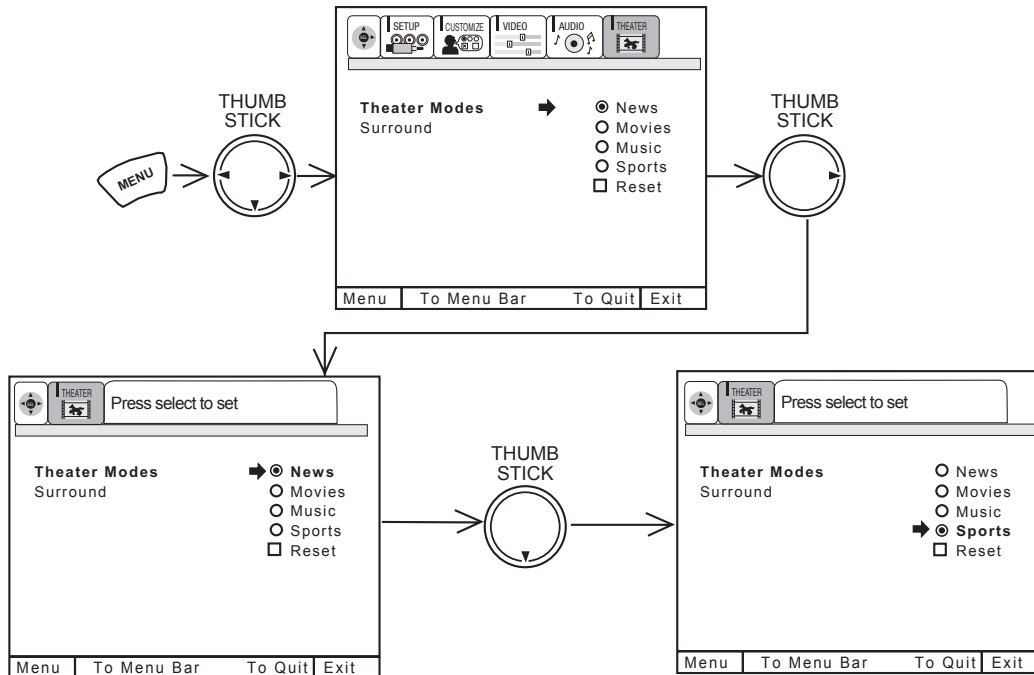 SETUP CUSTOMIZE VIDEO AUDIO THEATER
SEL
THUMB
STICK
MENU
Theater Modes
Surround
News
Movies
Music
Sports
Reset
Menu To Menu Bar To Quit Exit
THUMB
STICK
SEL
THEATER
Press select to set
Theater Modes
Surround
News
Movies
Music
Sports
Reset
Menu To Menu Bar To Quit Exit
THUMB
STICK
SEL
THEATER
Press select to set
Theater Modes
Surround
News
Movies
Music
Sports
Reset
Menu To Menu Bar To Quit Exit